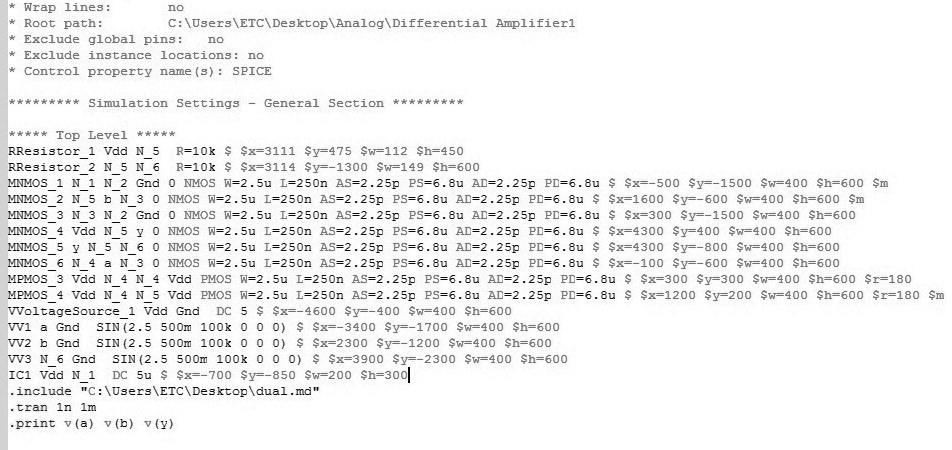 * Wrap lines: no
* Root path: C:\Users\ETC\Desktop\Analog\Differential Amplifier1
* Exclude global pins: no
* Exclude instance locations: no
* Control property name(s): SPICE
********* Simulation Settings - General Section *********
***** Top Level *****
RResistor_1 Vdd N_5 R=10k $ $x=3111 $y=475 $w=112 $h=450
RResistor_2 N_5 N_6 R=10k $ $x=3114 $y=-1300 $w=149 $h=600
MNMOS_1 N_1 N_2 Gnd 0 NMOS W=2.5u L=250n AS=2.25p PS=6.8u AD=2.25p PD=6.8u $ $x=-500 $y=-1500 $w=400 $h=600 $m
MNMOS_2 N_5 b N_3 0 NMOS W=2.5u L=250n AS=2.25p PS=6.8u AD=2.25p PD=6.8u $ $x=1600 $y=-600 $w=400 $h=600 $m
MNMOS_3 N_3 N_2 Gnd 0 NMOS W=2.5u L=250n AS=2.25p PS=6.8u AD=2.25p PD=6.8u $ $x=300 $y=-1500 $w=400 $h=600
MNMOS_4 Vdd N_5 y 0 NMOS W=2.5u L=250n AS=2.25p PS=6.8u AD=2.25p PD=6.8u $ $x=4300 $y=400 $w=400 $h=600
MNMOS_5 y N_5 N_6 0 NMOS W=2.5u L=250n AS=2.25p PS=6.8u AD=2.25p PD=6.8u $ $x=4300 $y=-800 $w=400 $h=600
MNMOS_6 N_4 a N_3 0 NMOS W=2.5u L=250n AS=2.25p PS=6.8u AD=2.25p PD=6.8u $ $x=-100 $y=-600 $w=400 $h=600
MPMOS_3 Vdd N_4 N_4 Vdd PMOS W=2.5u L=250n AS=2.25p PS=6.8u AD=2.25p PD=6.8u $ $x=300 $y=300 $w=400 $h=600 $r=180
MPMOS_4 Vdd N_4 N_5 Vdd PMOS W=2.5u L=250n AS=2.25p PS=6.8u AD=2.25p PD=6.8u $ $x=1200 $y=200 $w=400 $h=600 $r=180 $m
VVoltageSource_1 Vdd Gnd DC 5 $ $x=-4600 $y=-400 $w=400 $h=600
VV1 a Gnd SIN(2.5 500m 100k 0 0 0) $ $x=-3400 $y=-1700 $w=400 $h=600
VV2 b Gnd SIN(2.5 500m 100k 0 0 0) $ $x=2300 $y=-1200 $w=400 $h=600
VV3 N_6 Gnd SIN(2.5 500m 100k 0 0 0) $ $x=3900 $y=-2300 $w=400 $h=600
IC1 Vdd N_1 DC 5u $ $x=-700 $y=-850 $w=200 $h=300
.include "C:\Users\ETC\Desktop\dual.md"
.tran 1n 1m
.print v(a) v(b) v(y)